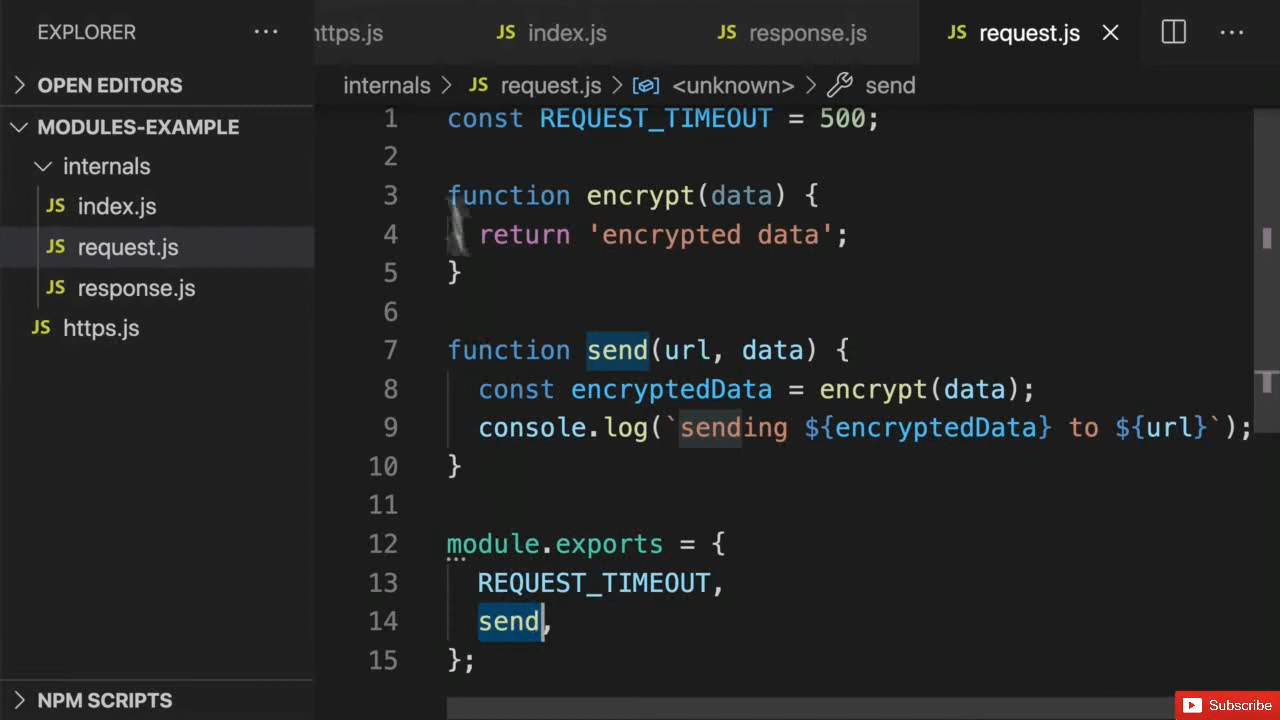 EXPLORER ...
https.js
JS index.js
JS response.js
JS request.js
OPEN EDITORS
internals > JS request.js > <unknown> > send
MODULES-EXAMPLE
internals
JS index.js
JS request.js
JS response.js
JS https.js
1 const REQUEST_TIMEOUT = 500;
2
3 function encrypt(data) {
4 return 'encrypted data';
5 }
6
7 function send(url, data) {
8 const encryptedData = encrypt(data);
9 console.log(`sending ${encryptedData} to ${url}`);
10 }
11
12 module.exports = {
13 REQUEST_TIMEOUT,
14 send,
15 };
NPM SCRIPTS
Subscribe